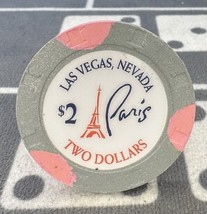 LAS VEGAS, NEVADA
$2 Paris
TWO DOLLARS